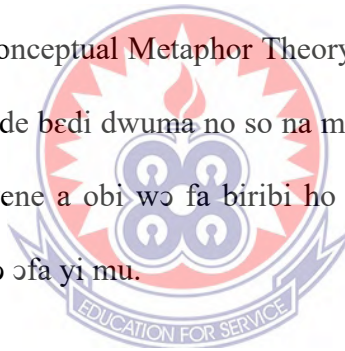 onceptual Metaphor Theory
de bɛdi dwuma no so na m
ene a obi wɔ fa biribi ho
ɔ ɔfa yi mu.
EDUCATION FOR SERVICE